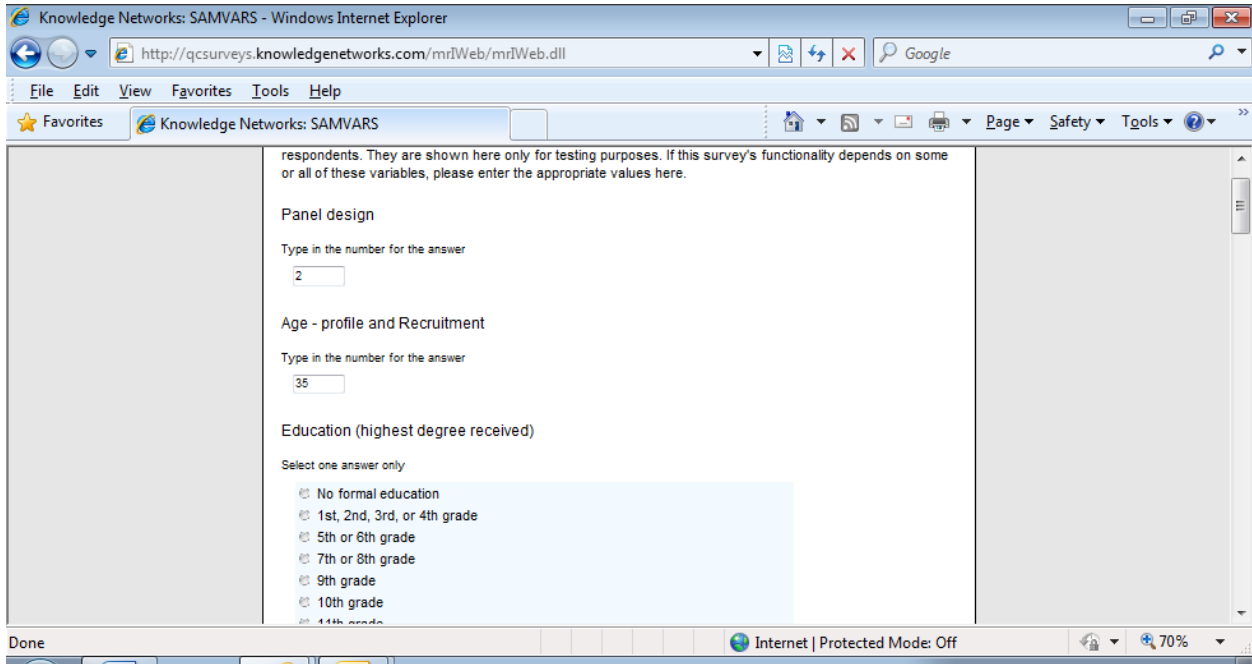 Knowledge Networks: SAMVARS - Windows Internet Explorer
http://qcsurveys.knowledgenetworks.com/mrIWeb/mrIWeb.dll
Google
File Edit View Favorites Tools Help
Favorites
Knowledge Networks: SAMVARS
Page Safety Tools
respondents. They are shown here only for testing purposes. If this survey's functionality depends on some
or all of these variables, please enter the appropriate values here.
Panel design
Type in the number for the answer
2
Age - profile and Recruitment
Type in the number for the answer
35
Education (highest degree received)
Select one answer only
No formal education
1st, 2nd, 3rd, or 4th grade
5th or 6th grade
7th or 8th grade
9th grade
10th grade
11th grade
Done
Internet | Protected Mode: Off
70%